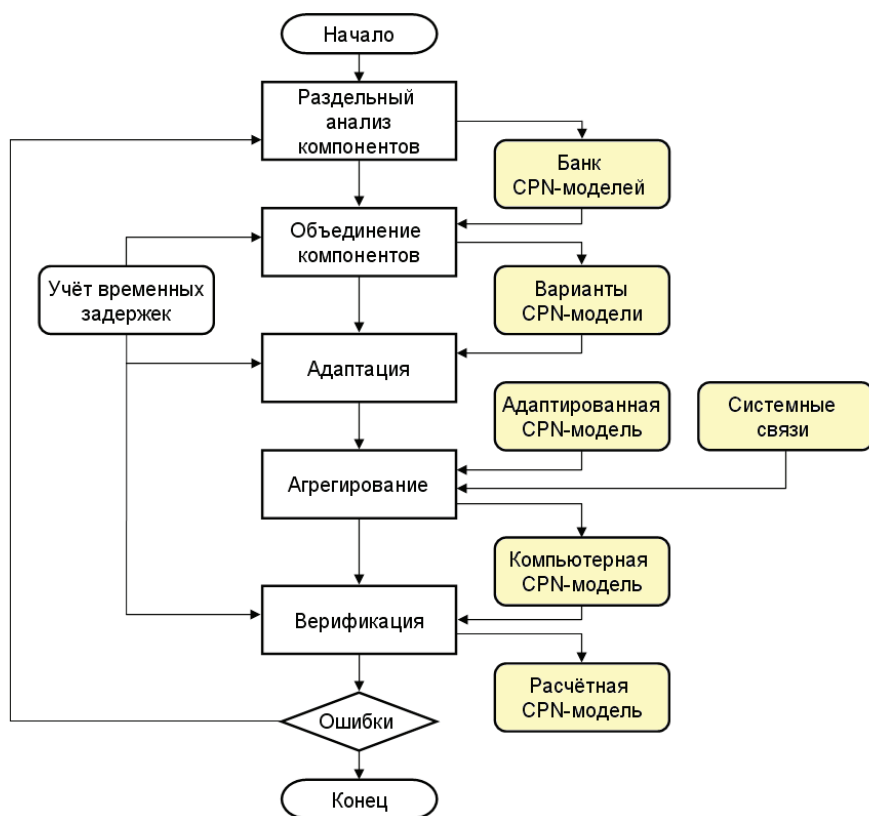 Начало
Раздельный
анализ
компонентов
Банк
CPN-моделей
Объединение
компонентов
Учёт временных
задержек
Варианты
CPN-модели
Адаптация
Адаптированная
CPN-модель
Системные
связи
Агрегирование
Компьютерная
CPN-модель
Верификация
Расчётная
CPN-модель
Ошибки
Конец